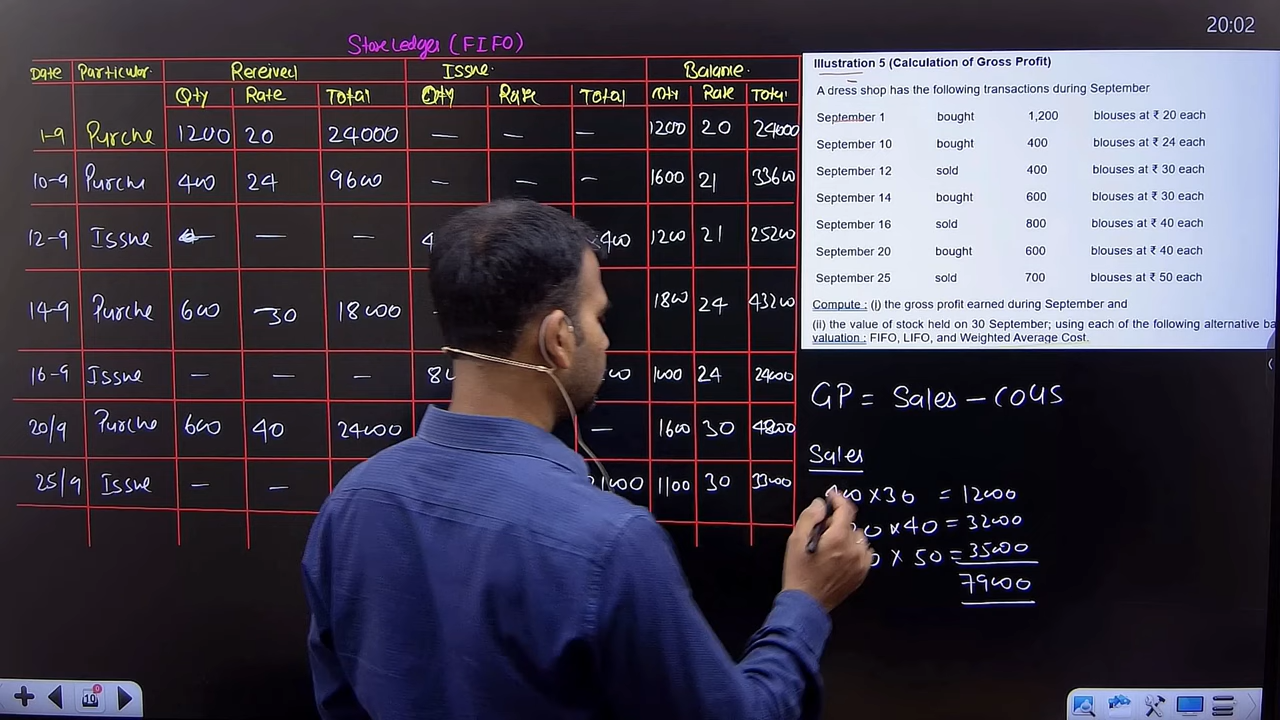 20:02
Store Ledger (FIFO)
Date Particular Received Issue Balance
Qty Rate Total Qty Rate Total Qty Rate Total
1-9 Purche 1200 20 24000 — — — 1200 20 24000
10-9 Purche 400 24 9600 — — — 1600 21 33600
12-9 Issue — — — 1200 21 25200
14-9 Purche 600 30 18000 1800 24 43200
16-9 Issue — — — 1000 24 24000
20/9 Purche 600 40 24000 — 1600 30 48000
25/9 Issue — — 1100 30 33000
Illustration 5 (Calculation of Gross Profit)
A dress shop has the following transactions during September
September 1 bought 1,200 blouses at ₹ 20 each
September 10 bought 400 blouses at ₹ 24 each
September 12 sold 400 blouses at ₹ 30 each
September 14 bought 600 blouses at ₹ 30 each
September 16 sold 800 blouses at ₹ 40 each
September 20 bought 600 blouses at ₹ 40 each
September 25 sold 700 blouses at ₹ 50 each
Compute : (i) the gross profit earned during September and
(ii) the value of stock held on 30 September; using each of the following alternative ba
valuation : FIFO, LIFO, and Weighted Average Cost.
GP = Sales – COGS
Sales
400 × 30 = 12000
0 × 40 = 32000
0 × 50 = 35000
79000
10